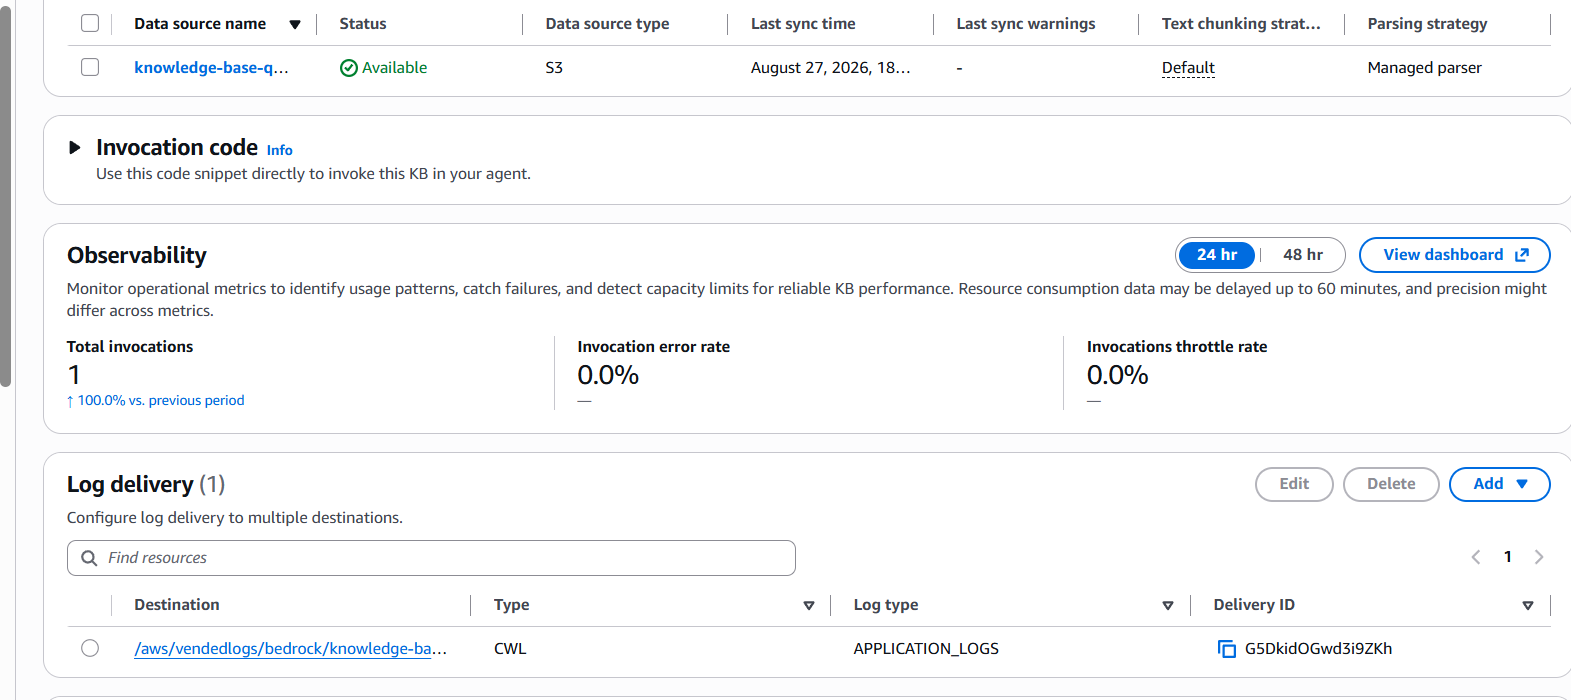 Data source name Status Data source type Last sync time Last sync warnings Text chunking strat... Parsing strategy
knowledge-base-q... Available S3 August 27, 2026, 18... - Default Managed parser
Invocation code Info
Use this code snippet directly to invoke this KB in your agent.
Observability 24 hr 48 hr View dashboard
Monitor operational metrics to identify usage patterns, catch failures, and detect capacity limits for reliable KB performance. Resource consumption data may be delayed up to 60 minutes, and precision might
differ across metrics.
Total invocations Invocation error rate Invocations throttle rate
1 0.0% 0.0%
↑ 100.0% vs. previous period — —
Log delivery (1) Edit Delete Add
Configure log delivery to multiple destinations.
Find resources 1
Destination Type Log type Delivery ID
/aws/vendedlogs/bedrock/knowledge-ba... CWL APPLICATION_LOGS G5DkidOGwd3i9ZKh